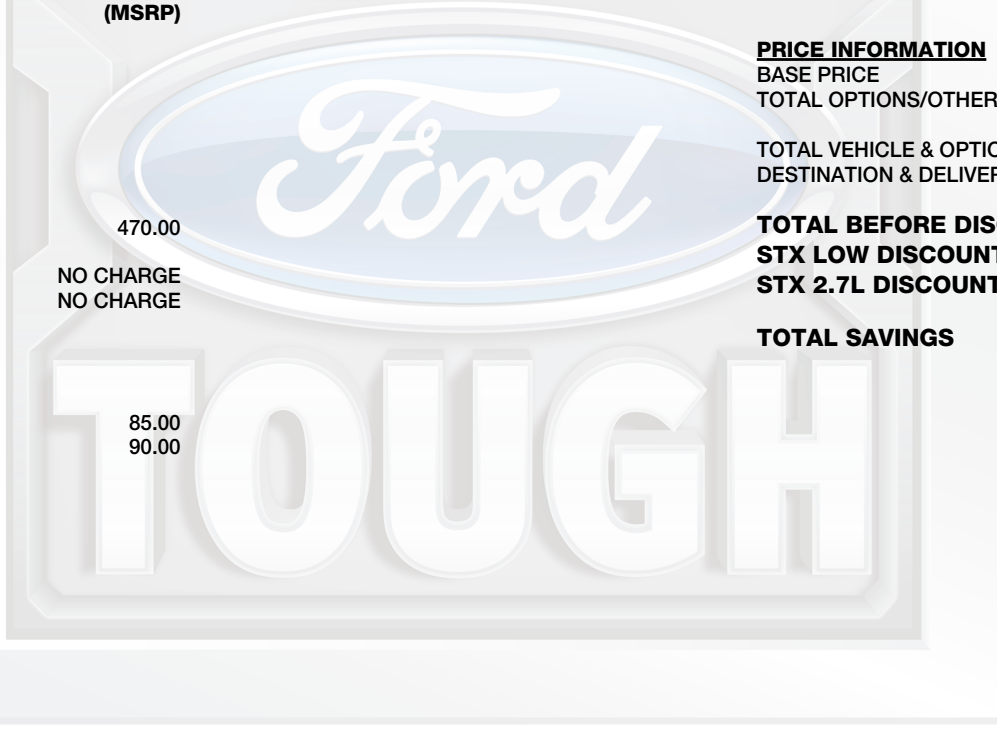 (MSRP)
470.00
NO CHARGE
NO CHARGE
85.00
90.00
PRICE INFORMATION
BASE PRICE
TOTAL OPTIONS/OTHER
TOTAL VEHICLE & OPTIO
DESTINATION & DELIVER
TOTAL BEFORE DIS
STX LOW DISCOUNT
STX 2.7L DISCOUNT
TOTAL SAVINGS
Ford
TOUGH